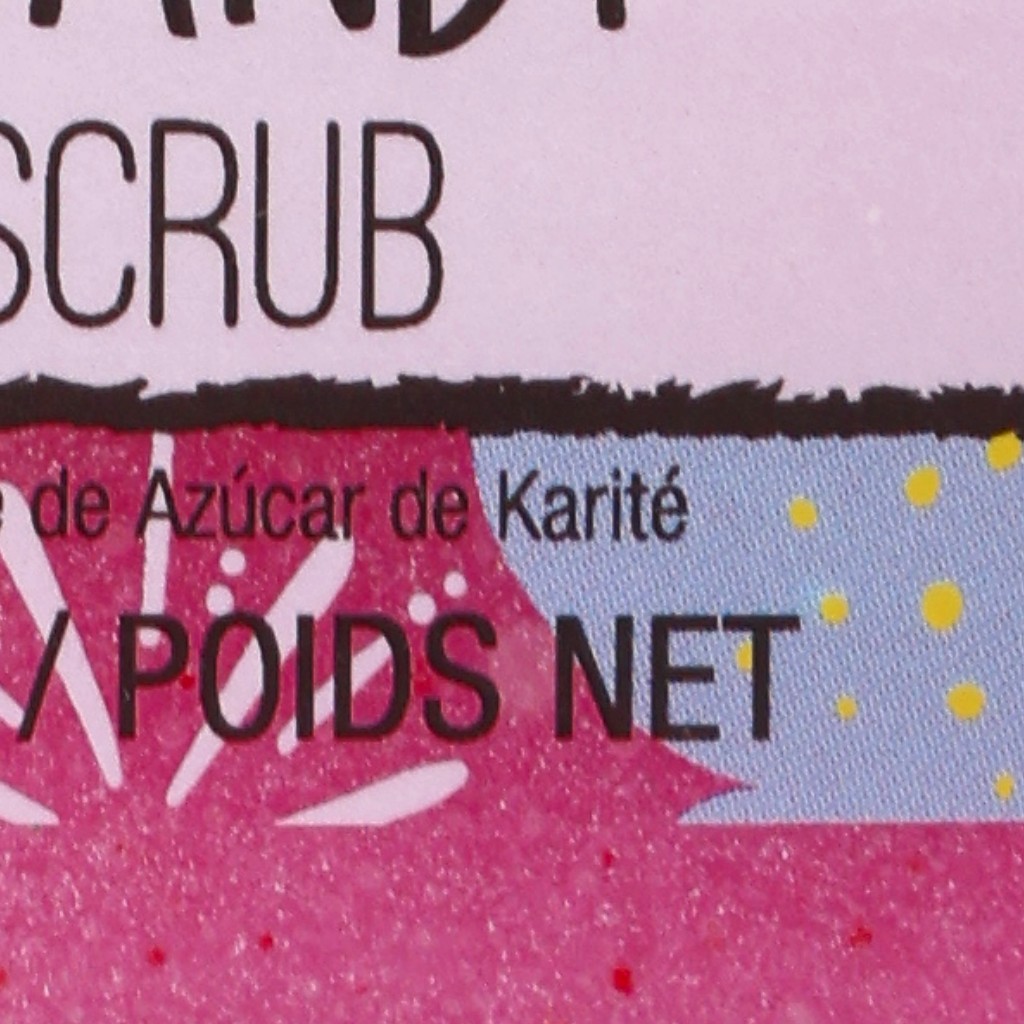 SCRUB
de Azúcar de Karité
/ POIDS NET